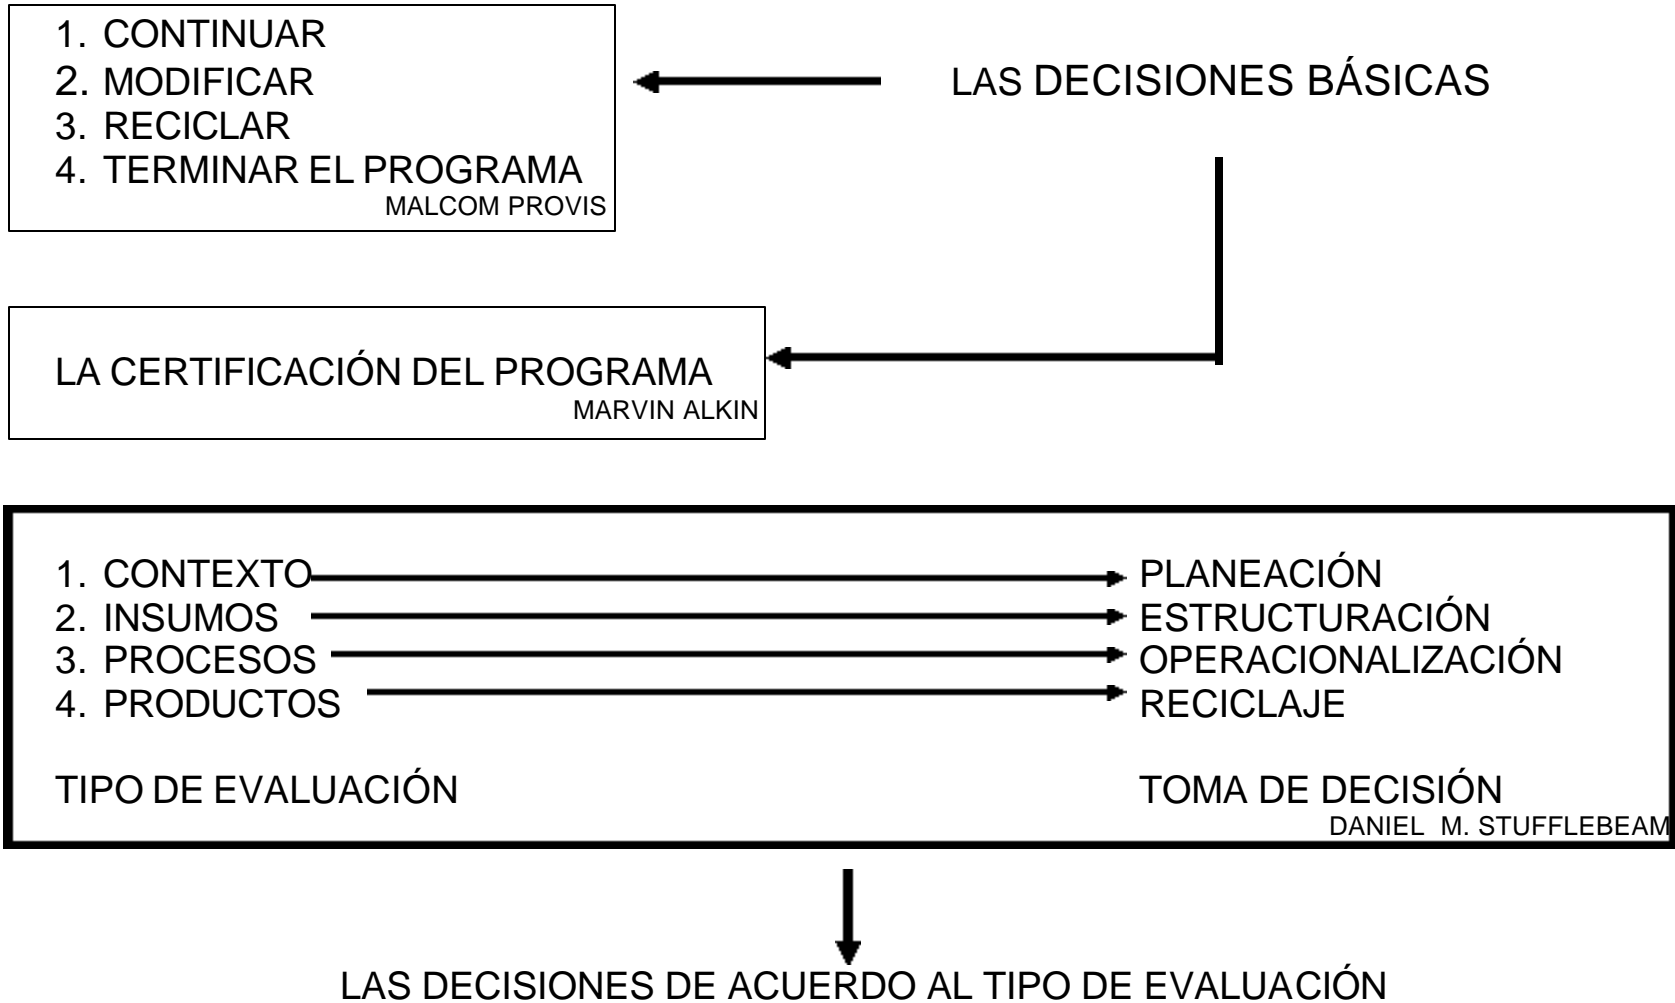 1. CONTINUAR
2. MODIFICAR
3. RECICLAR
4. TERMINAR EL PROGRAMA
MALCOM PROVIS
LAS DECISIONES BÁSICAS
LA CERTIFICACIÓN DEL PROGRAMA
MARVIN ALKIN
1. CONTEXTO PLANEACIÓN
2. INSUMOS ESTRUCTURACIÓN
3. PROCESOS OPERACIONALIZACIÓN
4. PRODUCTOS RECICLAJE
TIPO DE EVALUACIÓN TOMA DE DECISIÓN
DANIEL M. STUFFLEBEAM
LAS DECISIONES DE ACUERDO AL TIPO DE EVALUACIÓN